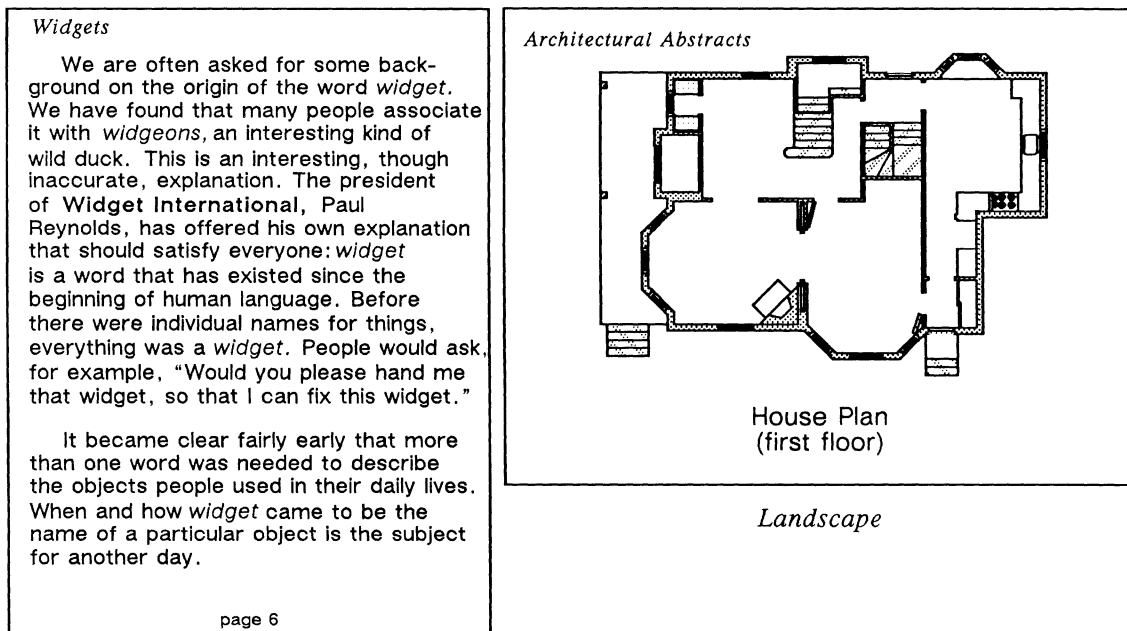 Widgets
We are often asked for some back-
ground on the origin of the word widget.
We have found that many people associate
it with widgeons, an interesting kind of
wild duck. This is an interesting, though
inaccurate, explanation. The president
of Widget International, Paul
Reynolds, has offered his own explanation
that should satisfy everyone: widget
is a word that has existed since the
beginning of human language. Before
there were individual names for things,
everything was a widget. People would ask,
for example, “Would you please hand me
that widget, so that I can fix this widget.”
It became clear fairly early that more
than one word was needed to describe
the objects people used in their daily lives.
When and how widget came to be the
name of a particular object is the subject
for another day.
page 6
Architectural Abstracts
House Plan
(first floor)
Landscape